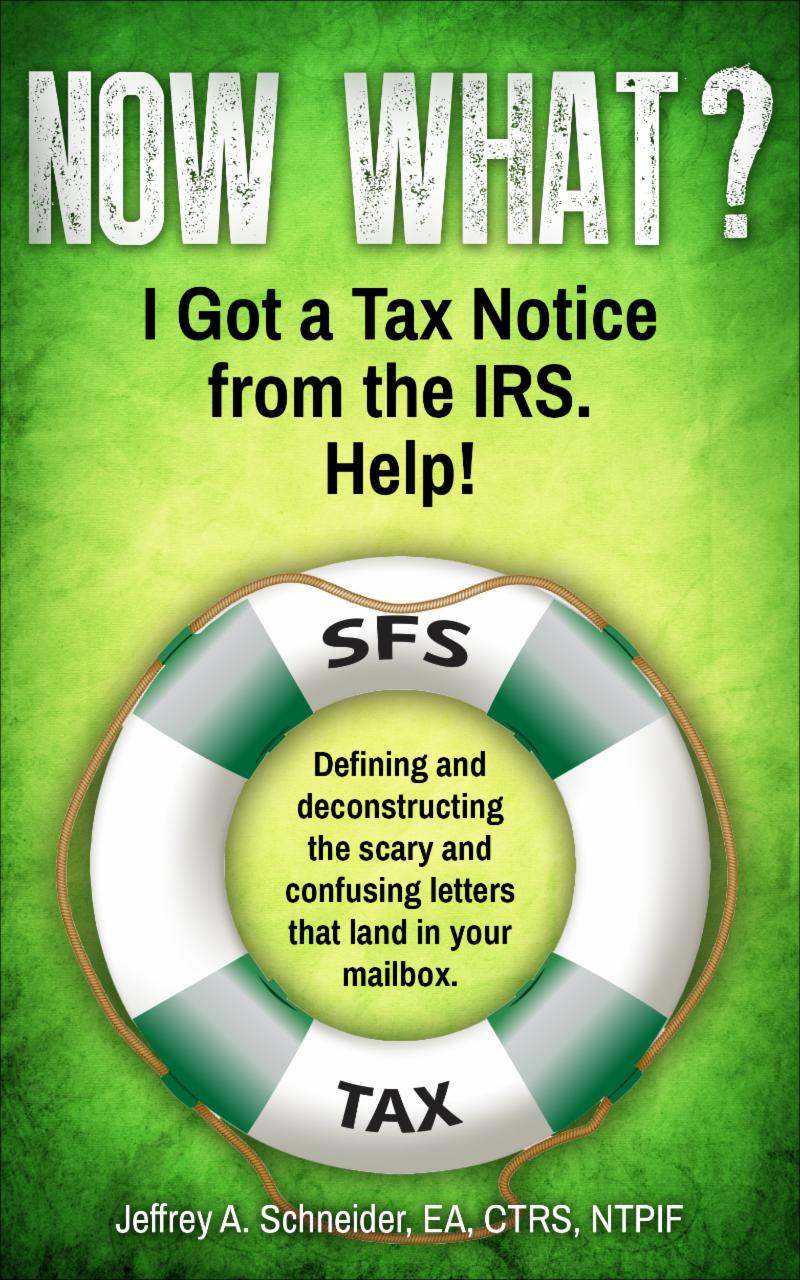 NOW WHAT?
I Got a Tax Notice
from the IRS.
Help!
SFS
Defining and
deconstructing
the scary and
confusing letters
that land in your
mailbox.
TAX
Jeffrey A. Schneider, EA, CTRS, NTPIF